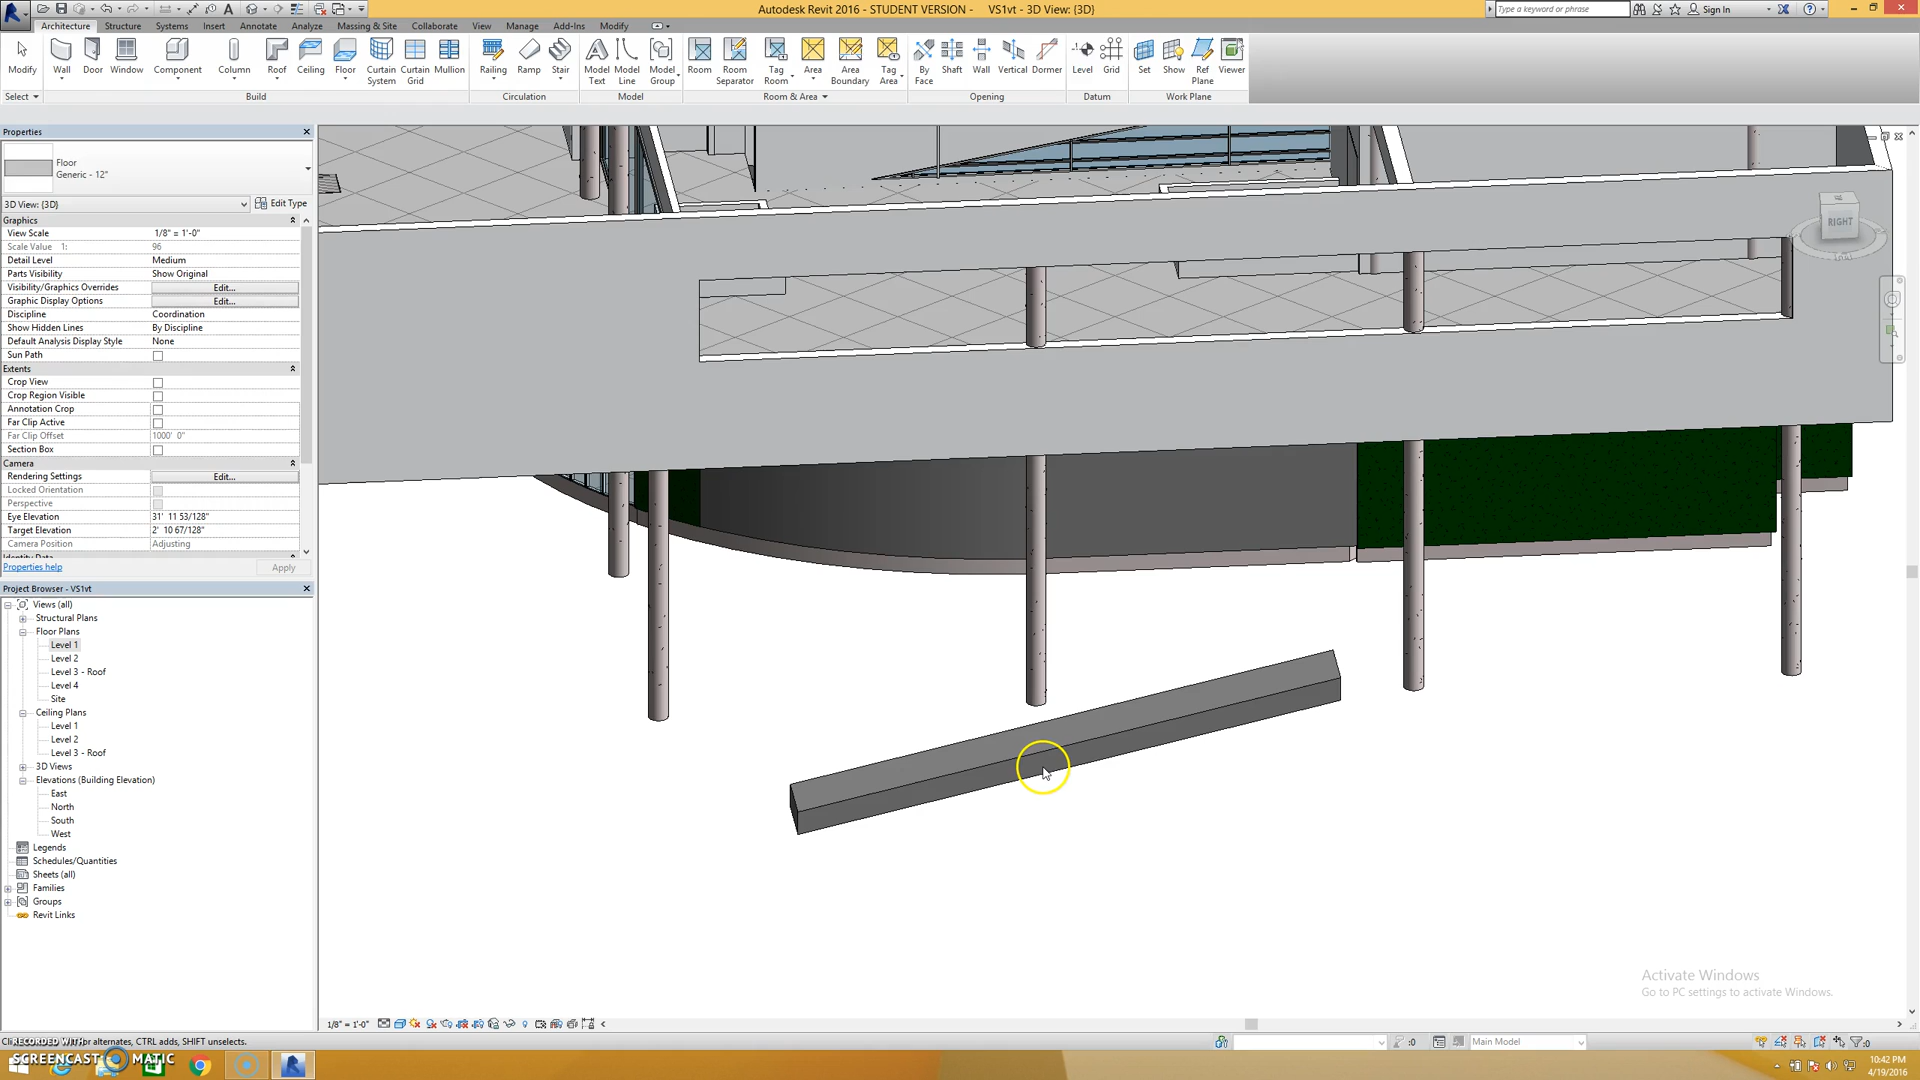 Autodesk Revit 2016 - STUDENT VERSION - VS1vt - 3D View: {3D}
Type a keyword or phrase
Sign In
Architecture Structure Systems Insert Annotate Analyze Massing & Site Collaborate View Manage Add-Ins Modify
Modify Wall Door Window Component Column Roof Ceiling Floor Curtain System Curtain Grid Mullion Railing Ramp Stair Model Text Model Line Model Group Room Room Separator Tag Room Area Area Boundary Tag Area By Face Shaft Wall Vertical Dormer Level Grid Set Show Ref Plane Viewer
Select Build Circulation Model Room & Area Opening Datum Work Plane
Properties
Floor
Generic - 12"
3D View: {3D} Edit Type
Graphics
View Scale 1/8" = 1'-0"
Scale Value 1: 96
Detail Level Medium
Parts Visibility Show Original
Visibility/Graphics Overrides Edit...
Graphic Display Options Edit...
Discipline Coordination
Show Hidden Lines By Discipline
Default Analysis Display Style None
Sun Path
Extents
Crop View
Crop Region Visible
Annotation Crop
Far Clip Active
Far Clip Offset 1000' 0"
Section Box
Camera
Rendering Settings Edit...
Locked Orientation
Perspective
Eye Elevation 31' 11 53/128"
Target Elevation 2' 10 67/128"
Camera Position Adjusting
Identity Data
Properties help Apply
Project Browser - VS1vt
Views (all)
Structural Plans
Floor Plans
Level 1
Level 2
Level 3 - Roof
Level 4
Site
Ceiling Plans
Level 1
Level 2
Level 3 - Roof
3D Views
Elevations (Building Elevation)
East
North
South
West
Legends
Schedules/Quantities
Sheets (all)
Families
Groups
Revit Links
RIGHT
Activate Windows
Go to PC settings to activate Windows.
1/8" = 1'-0"
RECORDED WITH
or alternates, CTRL adds, SHIFT unselects.
:0
Main Model
:0
SCREENCAST MATIC
10:42 PM
4/19/2016